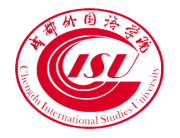 成都外国语学院
CISU
Chengdu International Studies University